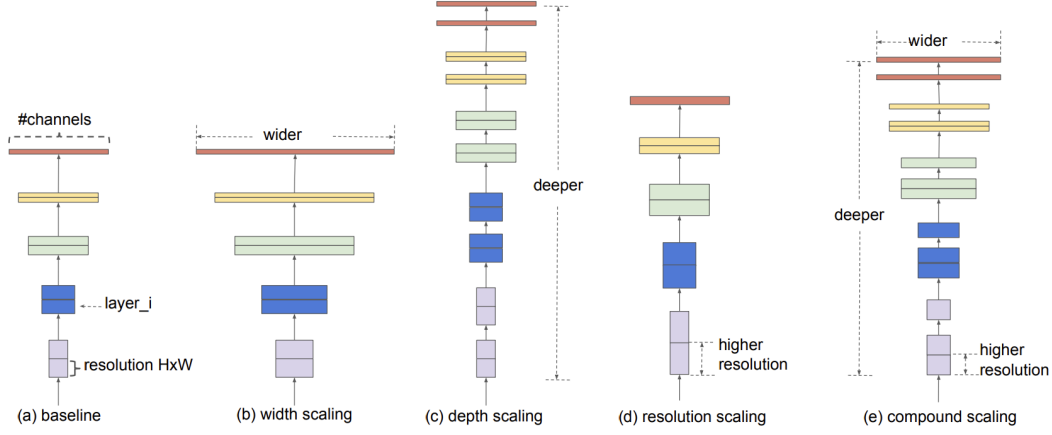 #channels
layer_i
resolution HxW
(a) baseline
wider
(b) width scaling
deeper
(c) depth scaling
higher
resolution
(d) resolution scaling
wider
deeper
higher
resolution
(e) compound scaling